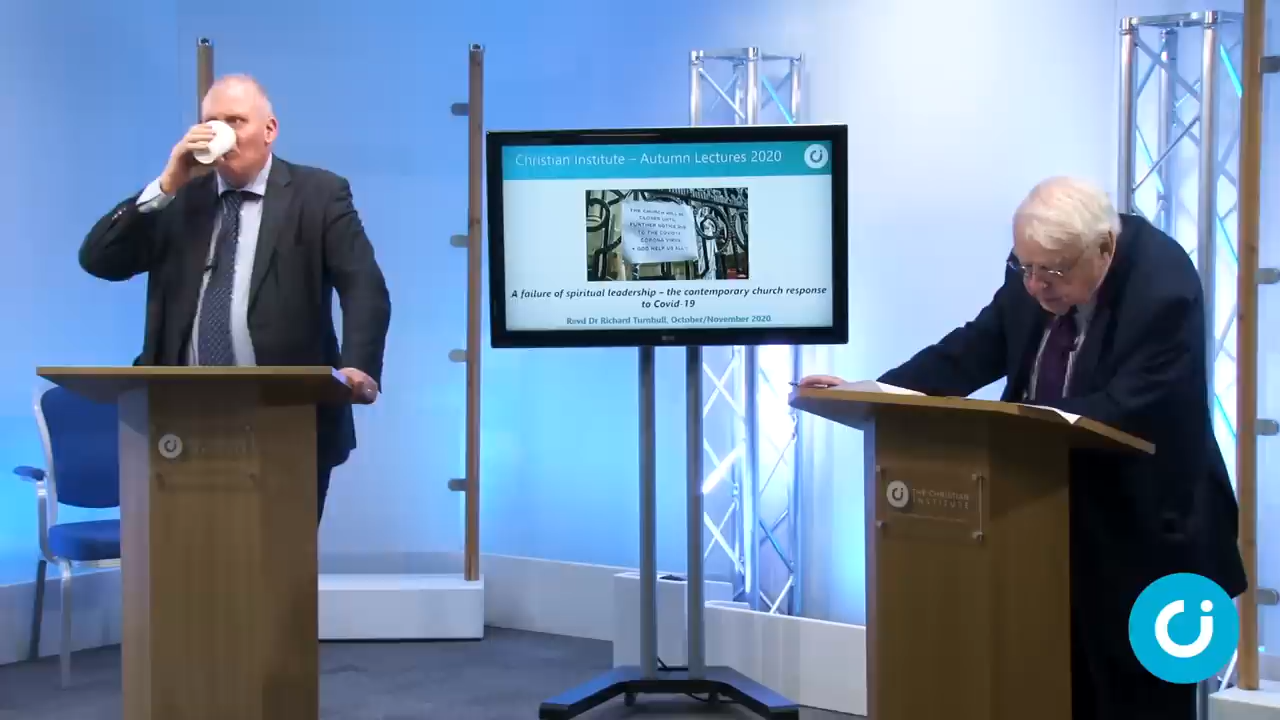 Christian Institute – Autumn Lectures 2020
THE CHURCH WILL BE
CLOSED UNTIL
FURTHER NOTICE DUE
TO THE COVID19
CORONA VIRUS
GOD HELP US ALL
A failure of spiritual leadership – the contemporary church response
to Covid-19
Revd Dr Richard Turnbull, October/November 2020
THE CHRISTIAN
INSTITUTE